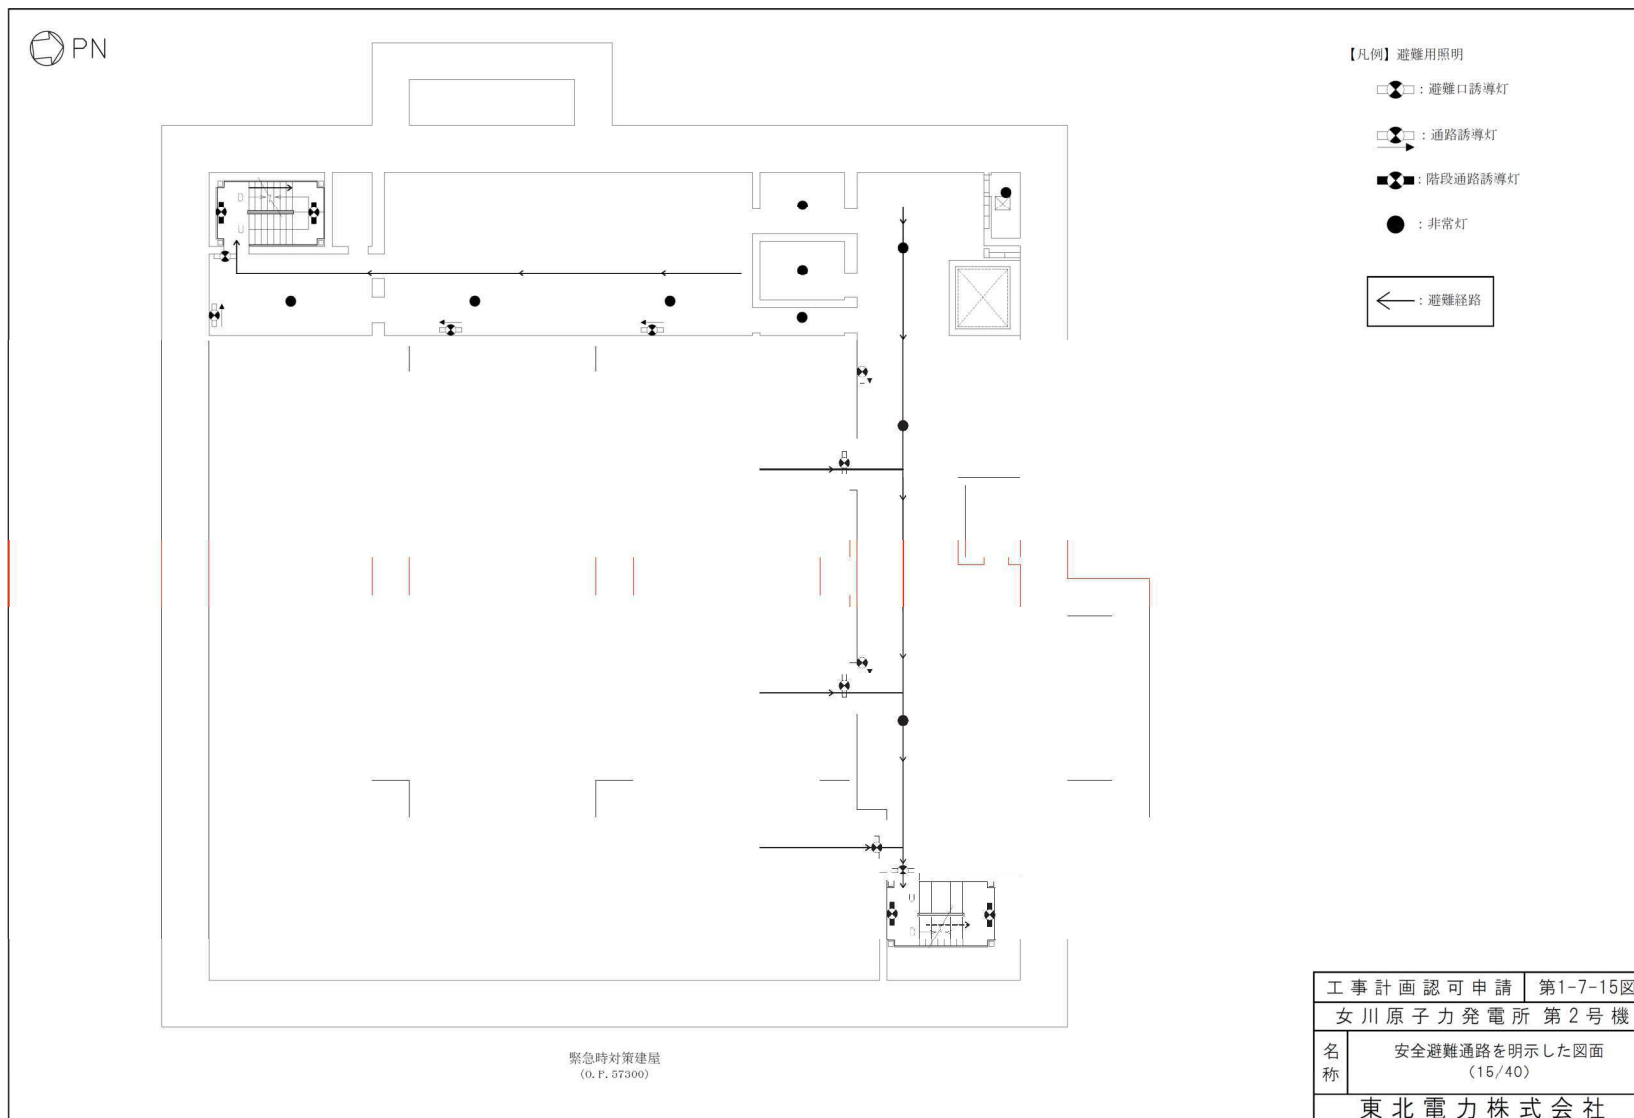 PN
【凡例】避難用照明
：避難口誘導灯
：通路誘導灯
：階段通路誘導灯
：非常灯
：避難経路
D
U
U
D
緊急時対策建屋
(O.P.57300)
工事計画認可申請 第1-7-15図
女川原子力発電所 第2号機
名称 安全避難通路を明示した図面
(15/40)
東北電力株式会社